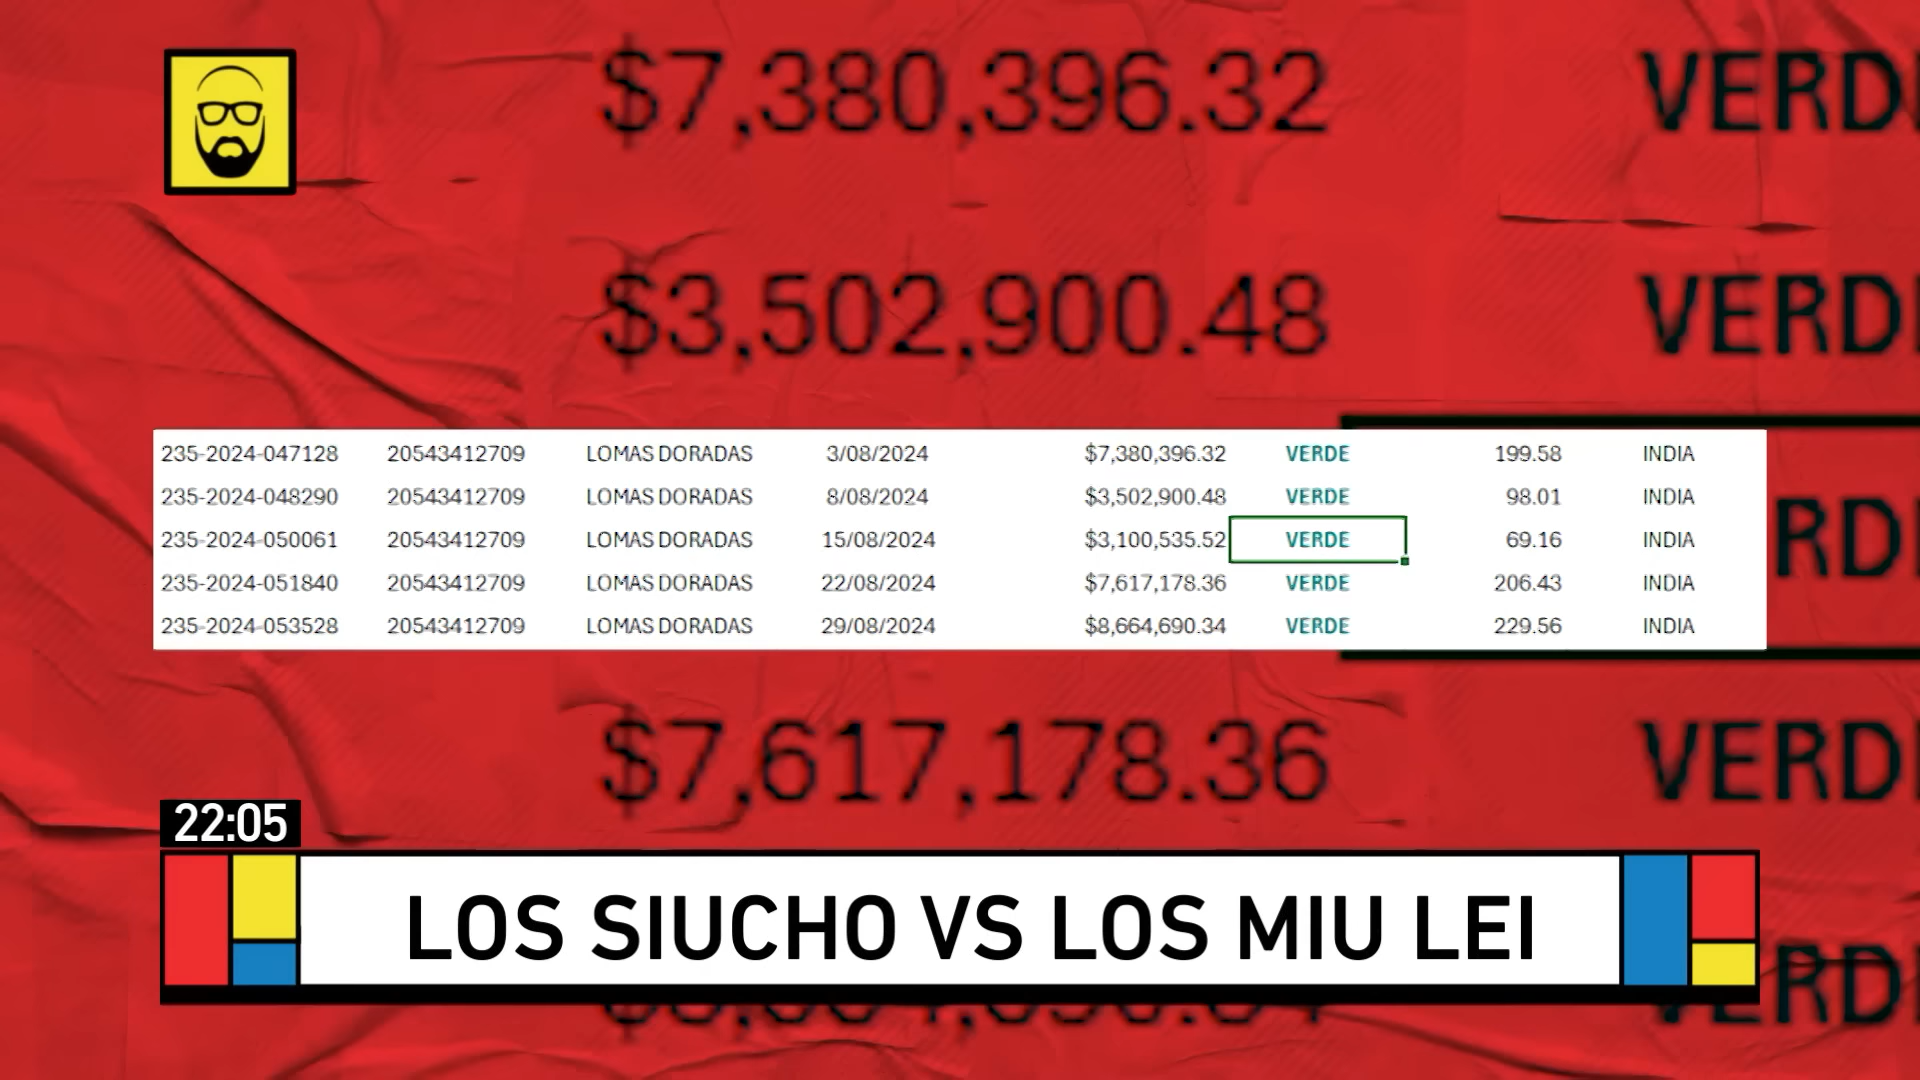 $7,380,396.32 VERD
$3,502,900.48 VERD
235-2024-047128 20543412709 LOMAS DORADAS 3/08/2024 $7,380,396.32 VERDE 199.58 INDIA
235-2024-048290 20543412709 LOMAS DORADAS 8/08/2024 $3,502,900.48 VERDE 98.01 INDIA
235-2024-050061 20543412709 LOMAS DORADAS 15/08/2024 $3,100,535.52 VERDE 69.16 INDIA
235-2024-051840 20543412709 LOMAS DORADAS 22/08/2024 $7,617,178.36 VERDE 206.43 INDIA
235-2024-053528 20543412709 LOMAS DORADAS 29/08/2024 $8,664,690.34 VERDE 229.56 INDIA
RD
$7,617,178.36 VERD
22:05
LOS SIUCHO VS LOS MIU LEI
RD